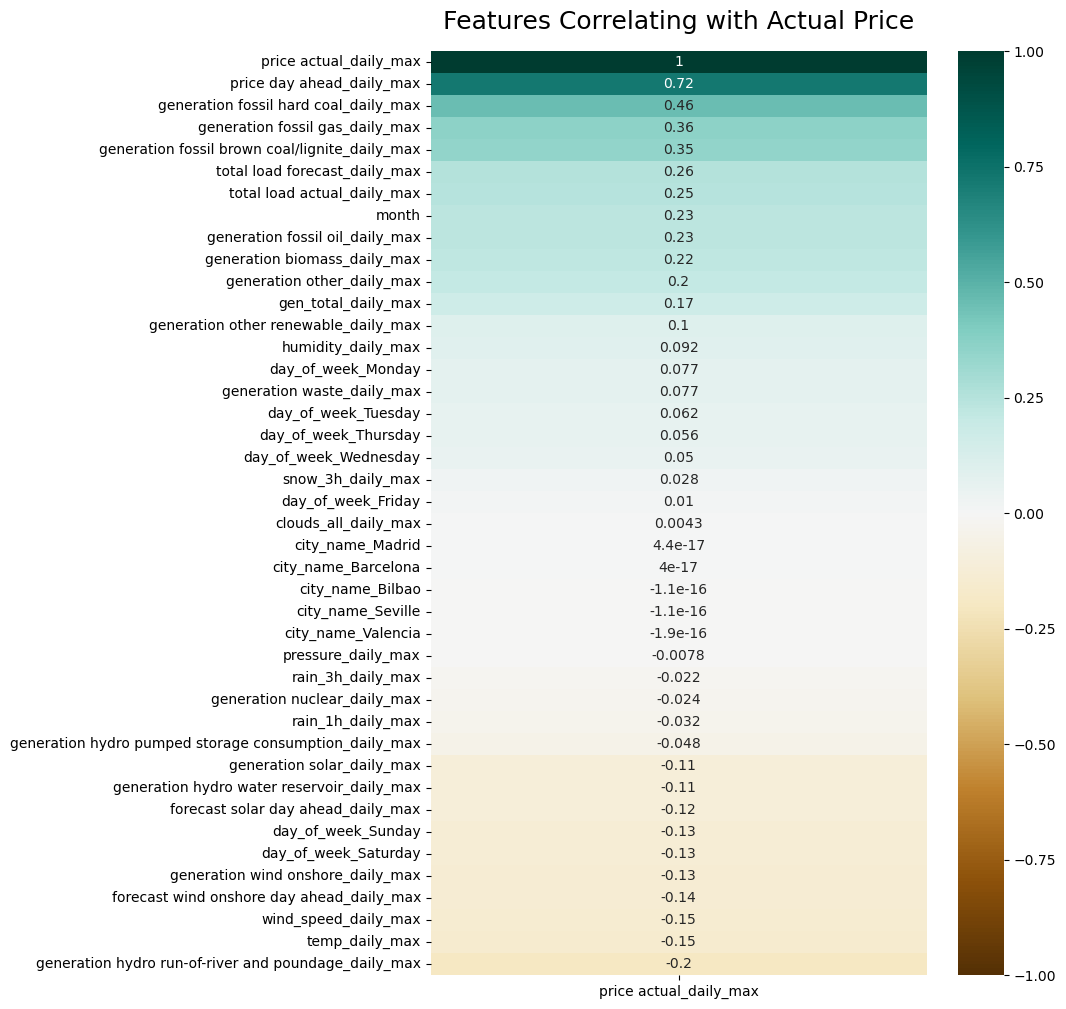 Features Correlating with Actual Price
price actual_daily_max 1
price day ahead_daily_max 0.72
generation fossil hard coal_daily_max 0.46
generation fossil gas_daily_max 0.36
generation fossil brown coal/lignite_daily_max 0.35
total load forecast_daily_max 0.26
total load actual_daily_max 0.25
month 0.23
generation fossil oil_daily_max 0.23
generation biomass_daily_max 0.22
generation other_daily_max 0.2
gen_total_daily_max 0.17
generation other renewable_daily_max 0.1
humidity_daily_max 0.092
day_of_week_Monday 0.077
generation waste_daily_max 0.077
day_of_week_Tuesday 0.062
day_of_week_Thursday 0.056
day_of_week_Wednesday 0.05
snow_3h_daily_max 0.028
day_of_week_Friday 0.01
clouds_all_daily_max 0.0043
city_name_Madrid 4.4e-17
city_name_Barcelona 4e-17
city_name_Bilbao -1.1e-16
city_name_Seville -1.1e-16
city_name_Valencia -1.9e-16
pressure_daily_max -0.0078
rain_3h_daily_max -0.022
generation nuclear_daily_max -0.024
rain_1h_daily_max -0.032
generation hydro pumped storage consumption_daily_max -0.048
generation solar_daily_max -0.11
generation hydro water reservoir_daily_max -0.11
forecast solar day ahead_daily_max -0.12
day_of_week_Sunday -0.13
day_of_week_Saturday -0.13
generation wind onshore_daily_max -0.13
forecast wind onshore day ahead_daily_max -0.14
wind_speed_daily_max -0.15
temp_daily_max -0.15
generation hydro run-of-river and poundage_daily_max -0.2
price actual_daily_max
1.00
0.75
0.50
0.25
0.00
−0.25
−0.50
−0.75
−1.00